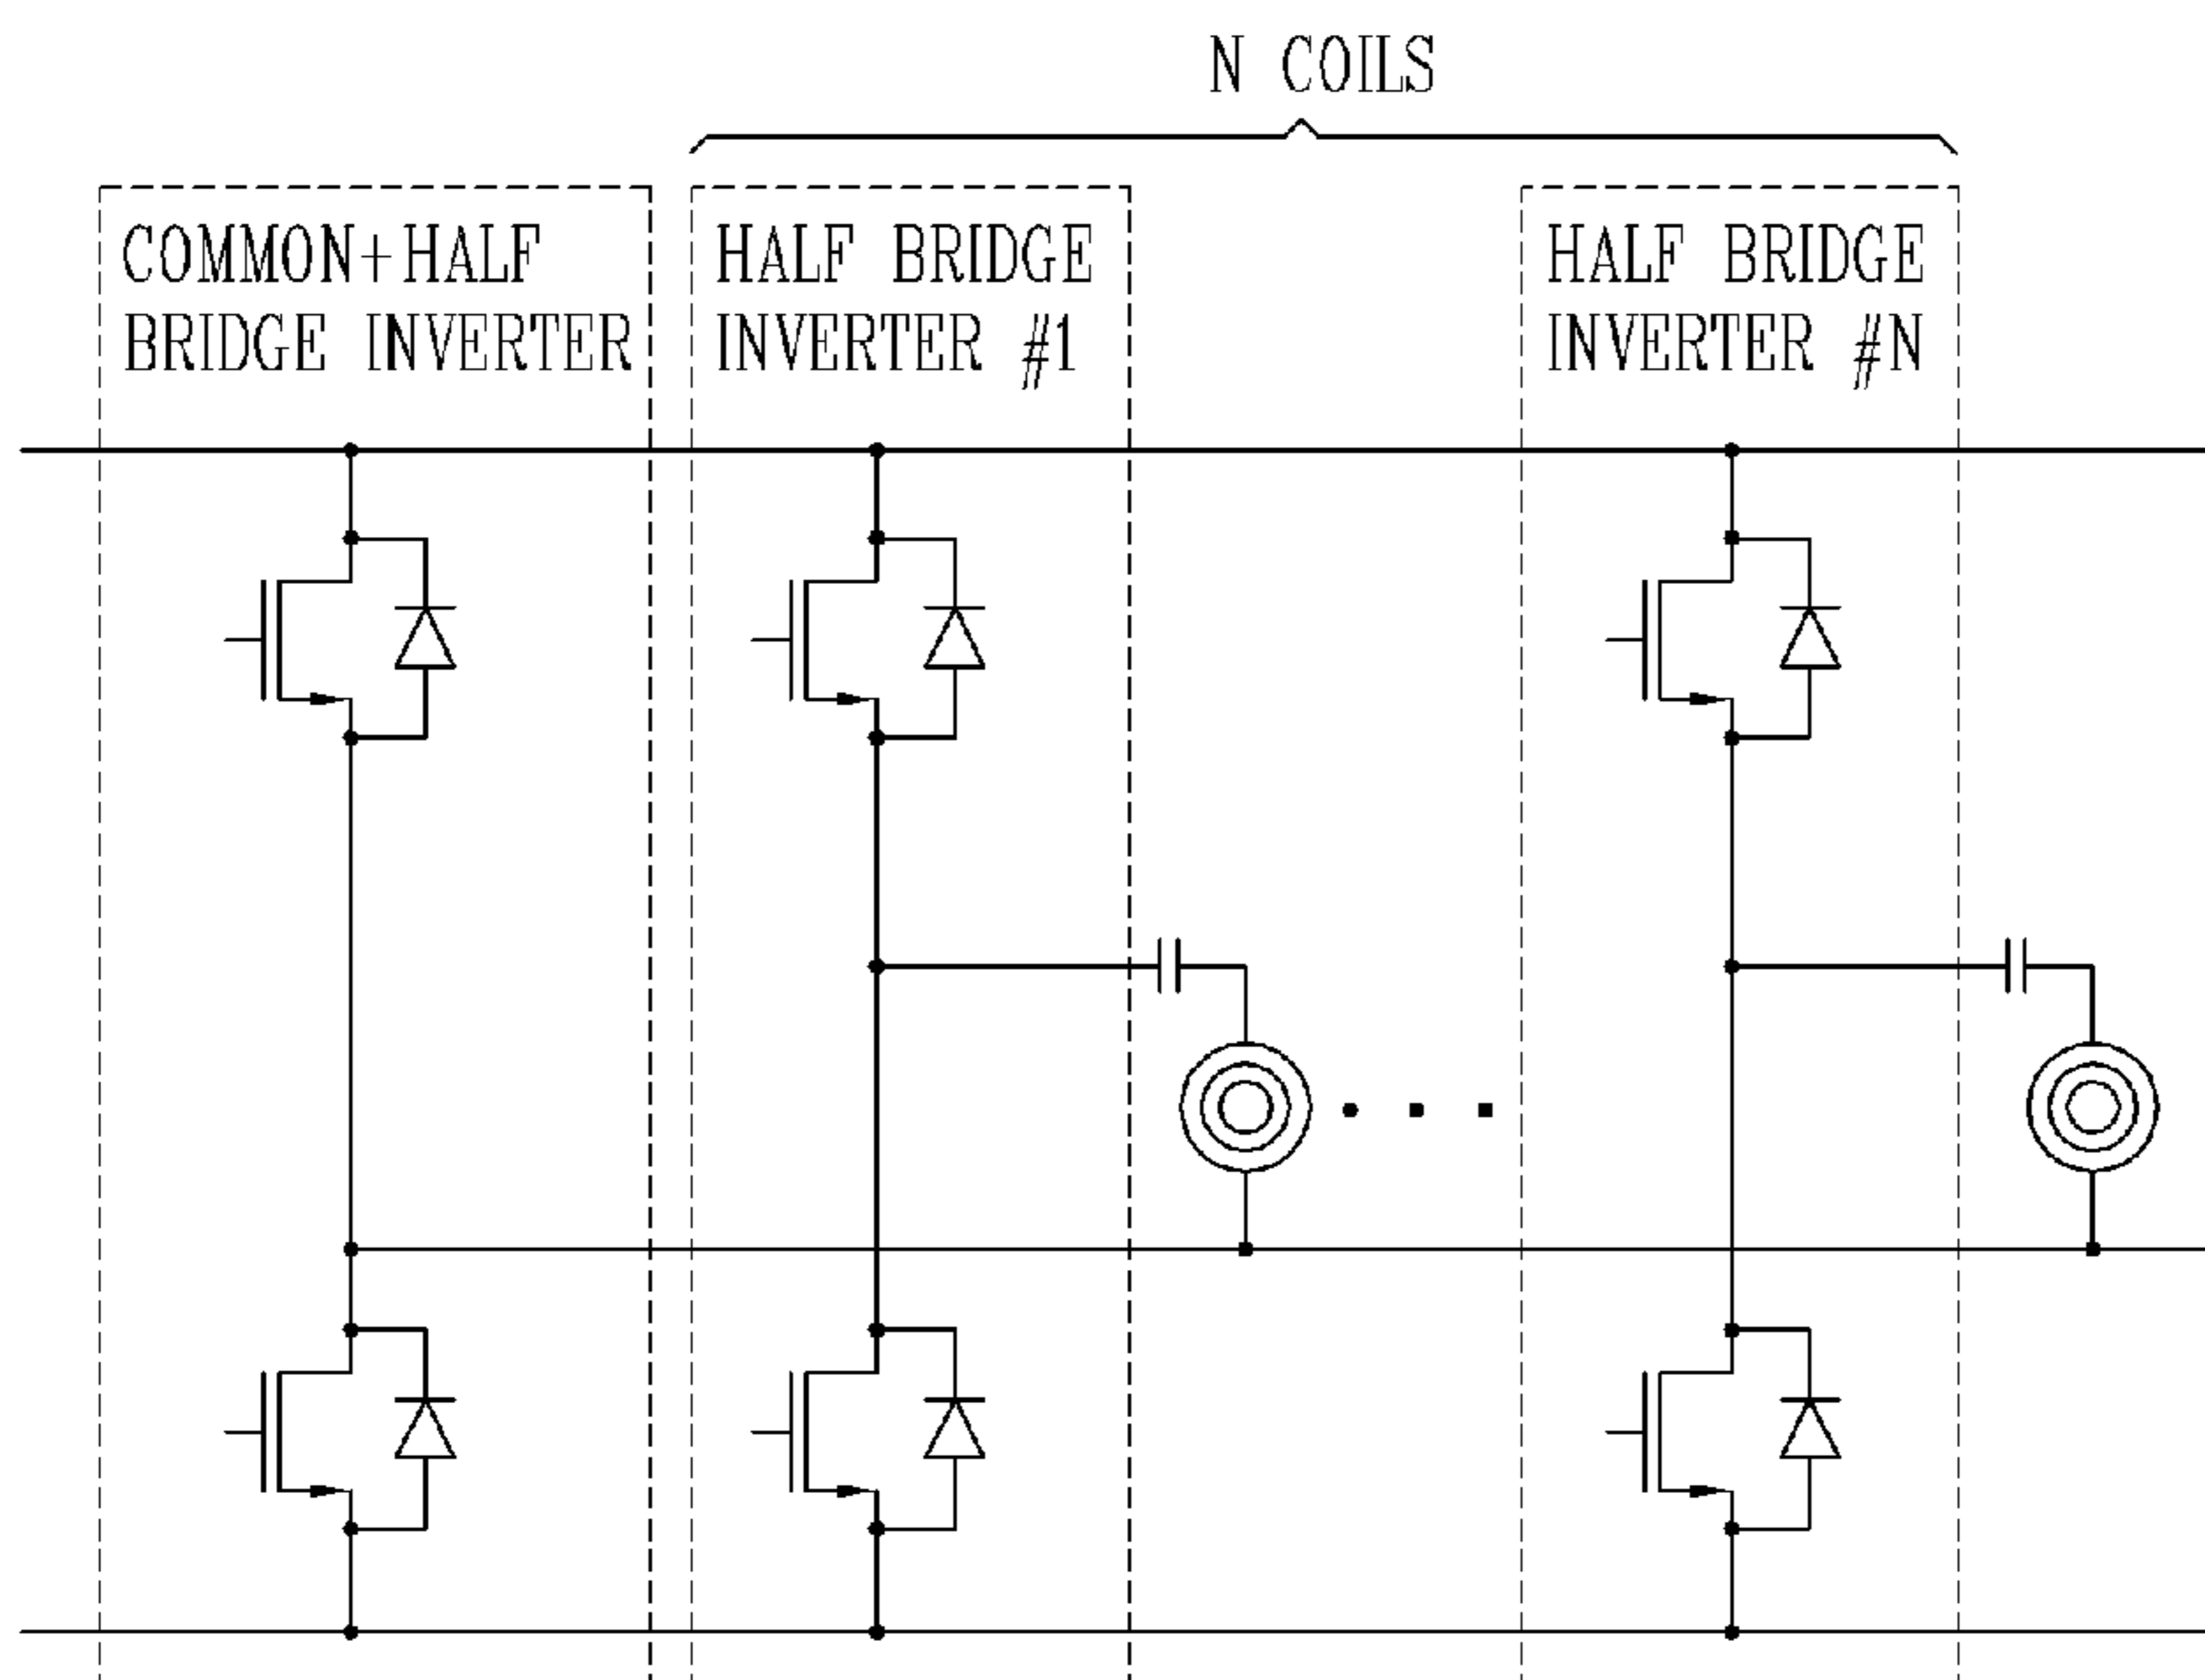 N COILS
COMMON+HALF
BRIDGE INVERTER
HALF BRIDGE
INVERTER #1
HALF BRIDGE
INVERTER #N